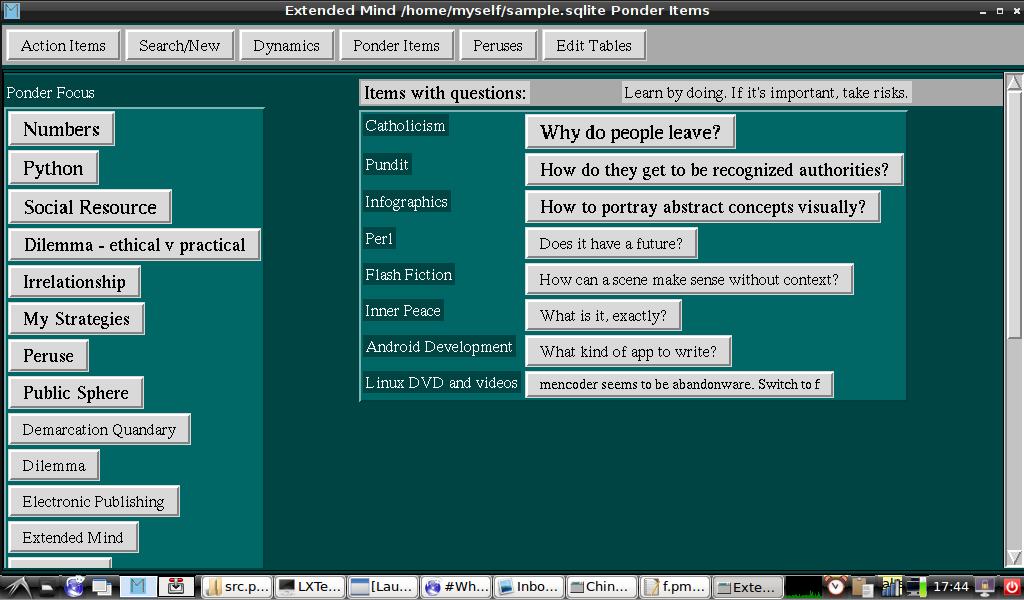 Extended Mind /home/myself/sample.sqlite Ponder Items
Action Items Search/New Dynamics Ponder Items Peruses Edit Tables
Ponder Focus
Numbers
Python
Social Resource
Dilemma - ethical v practical
Irrelationship
My Strategies
Peruse
Public Sphere
Demarcation Quandary
Dilemma
Electronic Publishing
Extended Mind
Items with questions: Learn by doing. If it's important, take risks.
Catholicism Why do people leave?
Pundit How do they get to be recognized authorities?
Infographics How to portray abstract concepts visually?
Perl Does it have a future?
Flash Fiction How can a scene make sense without context?
Inner Peace What is it, exactly?
Android Development What kind of app to write?
Linux DVD and videos mencoder seems to be abandonware. Switch to f
src.p... LXTe... [Lau... #Wh... Inbo... Chin... f.pm... Exte... 17:44